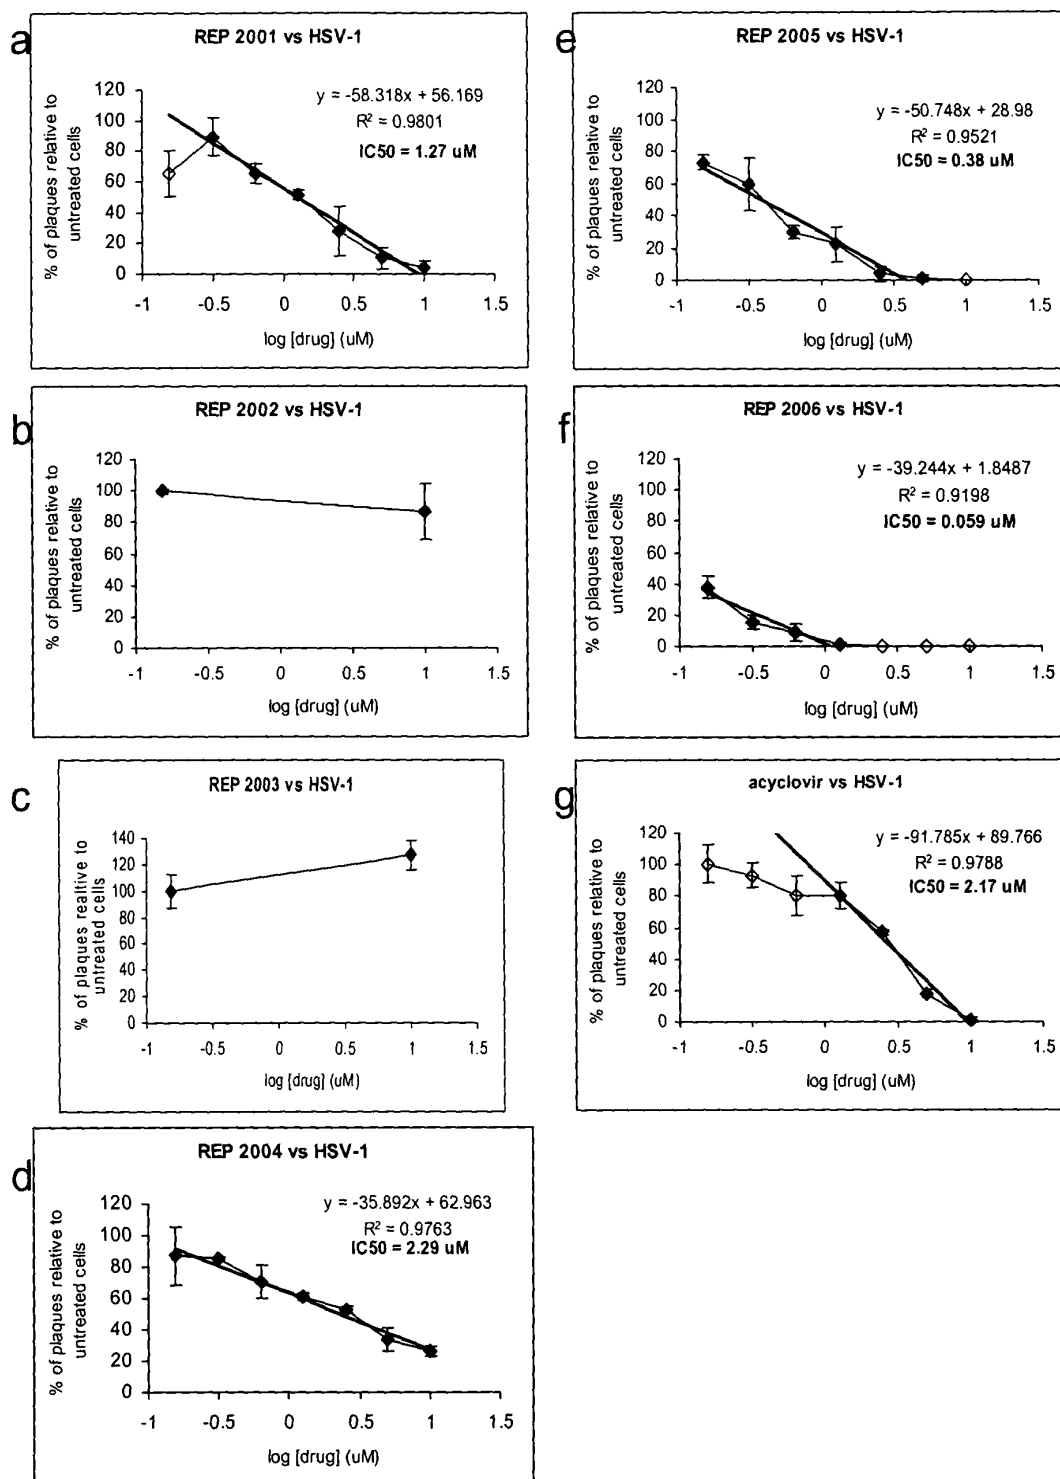 a
REP 2001 vs HSV-1
% of plaques relative to
untreated cells
120
100
80
60
40
20
0
y = -58.318x + 56.169
R² = 0.9801
IC50 = 1.27 uM
-1 -0.5 0 0.5 1 1.5
log [drug] (uM)
b
REP 2002 vs HSV-1
% of plaques relative to
untreated cells
120
100
80
60
40
20
0
-1 -0.5 0 0.5 1 1.5
log [drug] (uM)
c
REP 2003 vs HSV-1
% of plaques realtive to
untreated cells
140
120
100
80
60
40
20
0
-1 -0.5 0 0.5 1 1.5
log [drug] (uM)
d
REP 2004 vs HSV-1
% of plaques relative to
untreated cells
120
100
80
60
40
20
0
y = -35.892x + 62.963
R² = 0.9763
IC50 = 2.29 uM
-1 -0.5 0 0.5 1 1.5
log [drug] (uM)
e
REP 2005 vs HSV-1
% of plaques relative to
untreated cells
120
100
80
60
40
20
0
y = -50.748x + 28.98
R² = 0.9521
IC50 = 0.38 uM
-1 -0.5 0 0.5 1 1.5
log [drug] (uM)
f
REP 2006 vs HSV-1
% of plaques relative to
untreated cells
120
100
80
60
40
20
0
y = -39.244x + 1.8487
R² = 0.9198
IC50 = 0.059 uM
-1 -0.5 0 0.5 1 1.5
log [drug] (uM)
g
acyclovir vs HSV-1
% of plaques relative to
untreated cells
120
100
80
60
40
20
0
y = -91.785x + 89.766
R² = 0.9788
IC50 = 2.17 uM
-1 -0.5 0 0.5 1 1.5
log [drug] (uM)